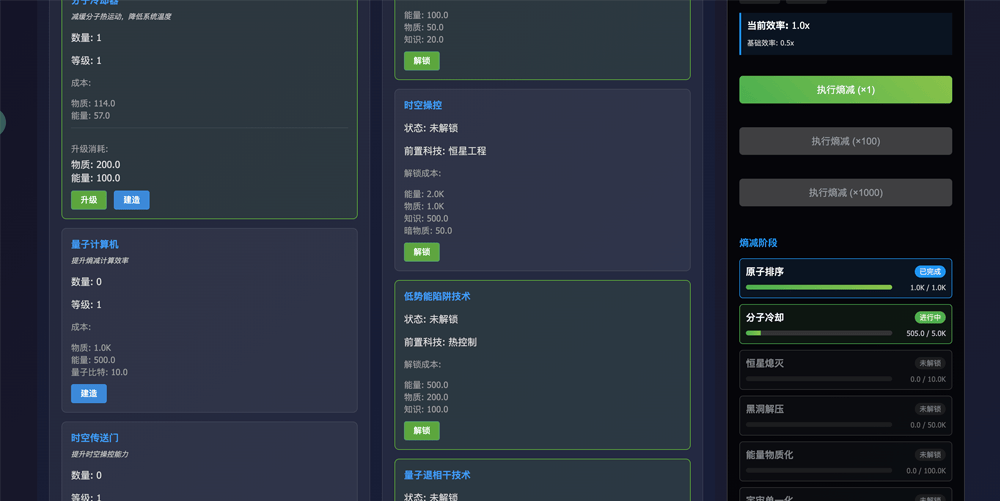 分子冷却器
减缓分子热运动，降低系统温度
数量: 1
等级: 1
成本:
物质: 114.0
能量: 57.0
升级消耗:
物质: 200.0
能量: 100.0
升级
建造
量子计算机
提升熵减计算效率
数量: 0
等级: 1
成本:
物质: 1.0K
能量: 500.0
量子比特: 10.0
建造
时空传送门
提升时空操控能力
数量: 0
等级: 1
能量: 100.0
物质: 50.0
知识: 20.0
解锁
时空操控
状态: 未解锁
前置科技: 恒星工程
解锁成本:
能量: 2.0K
物质: 1.0K
知识: 500.0
暗物质: 50.0
解锁
低势能陷阱技术
状态: 未解锁
前置科技: 热控制
解锁成本:
能量: 500.0
物质: 200.0
知识: 100.0
解锁
量子退相干技术
状态: 未解锁
当前效率: 1.0x
基础效率: 0.5x
执行熵减 (×1)
执行熵减 (×100)
执行熵减 (×1000)
熵减阶段
原子排序
已完成
1.0K / 1.0K
分子冷却
进行中
505.0 / 5.0K
恒星熄灭
未解锁
0.0 / 10.0K
黑洞解压
未解锁
0.0 / 50.0K
能量物质化
未解锁
0.0 / 100.0K
宇宙单一化
未解锁